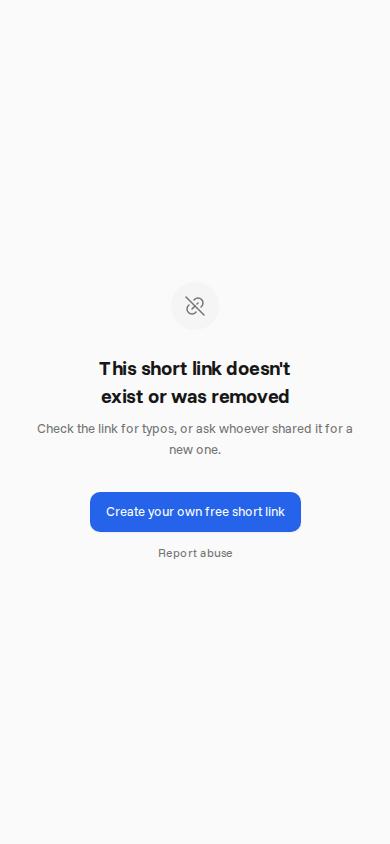 This short link doesn't
exist or was removed
Check the link for typos, or ask whoever shared it for a
new one.
Create your own free short link
Report abuse